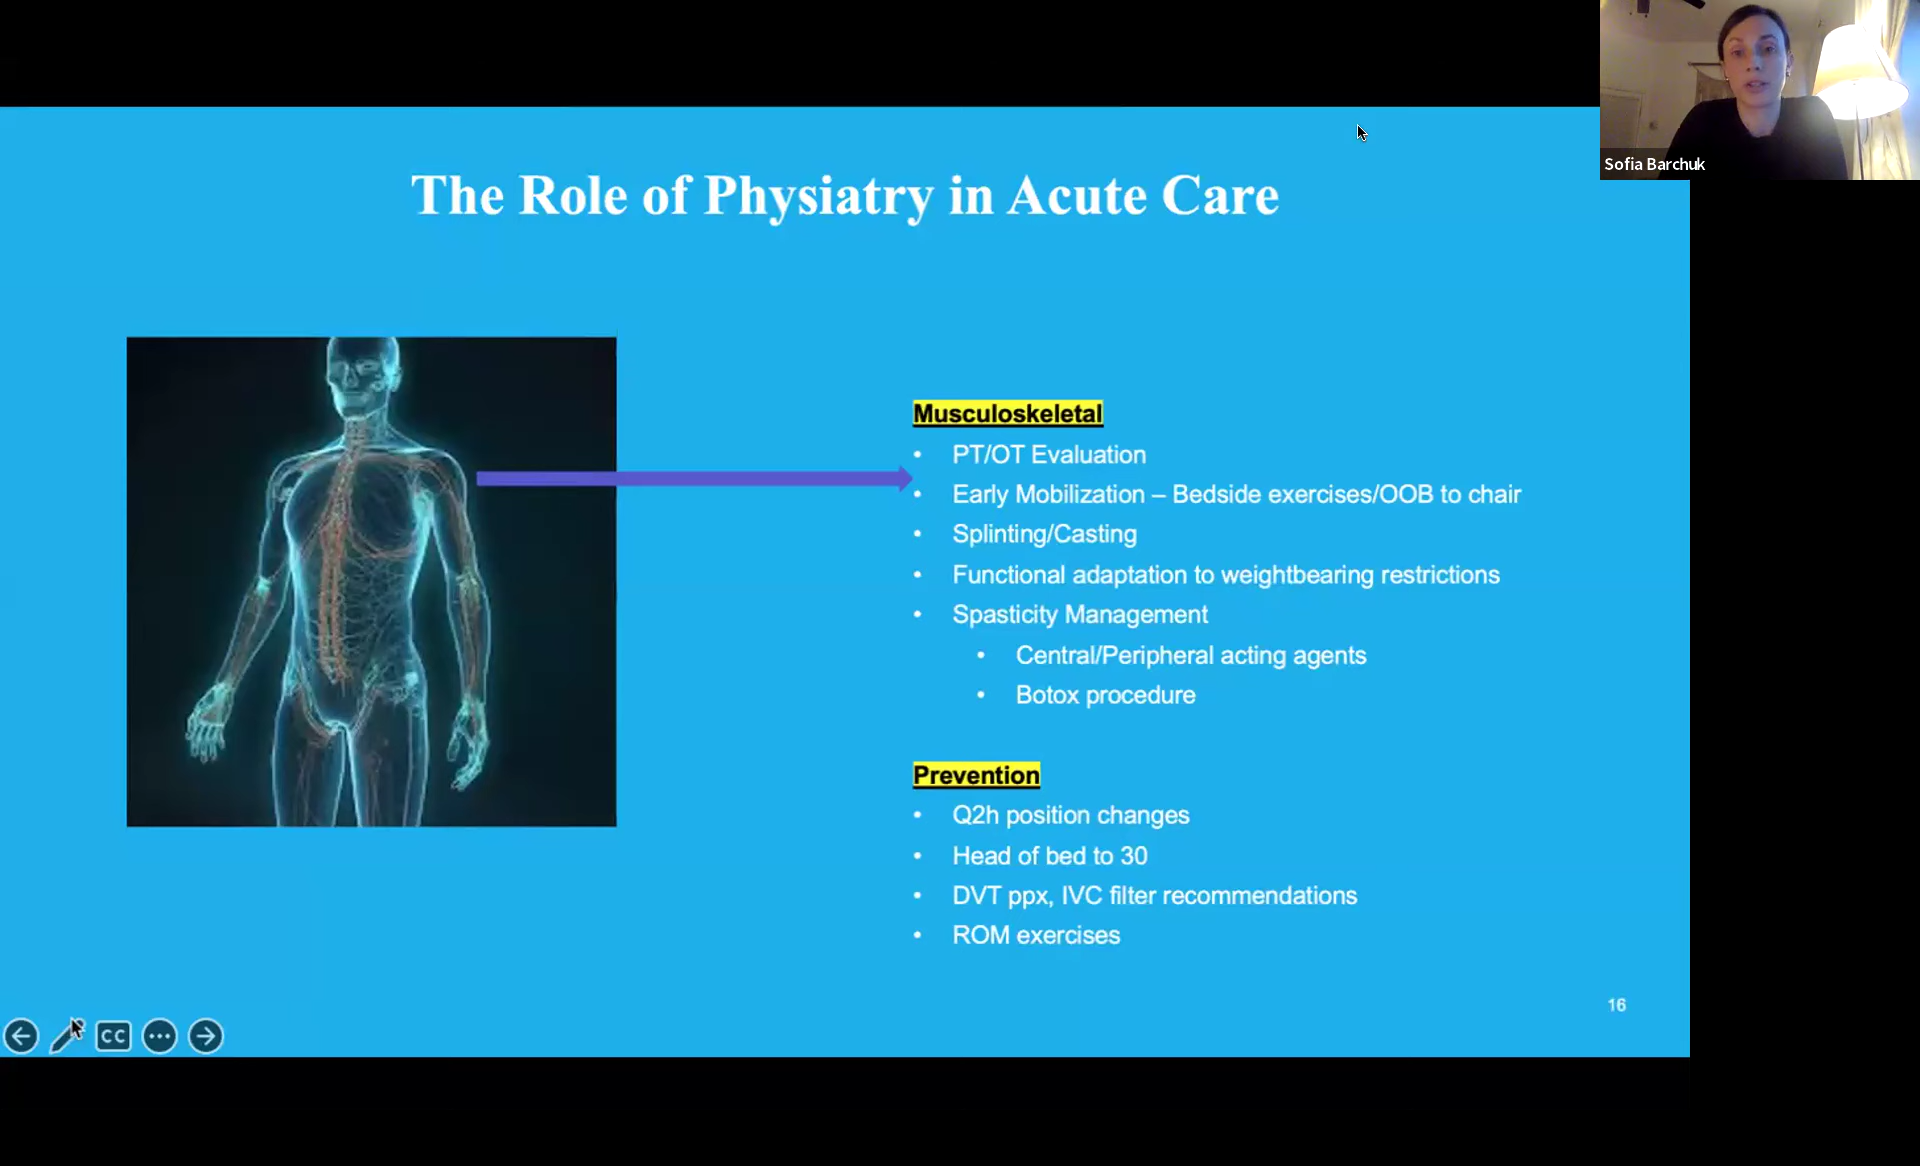 Sofia Barchuk
The Role of Physiatry in Acute Care
Musculoskeletal
• PT/OT Evaluation
• Early Mobilization – Bedside exercises/OOB to chair
• Splinting/Casting
• Functional adaptation to weightbearing restrictions
• Spasticity Management
• Central/Peripheral acting agents
• Botox procedure
Prevention
• Q2h position changes
• Head of bed to 30
• DVT ppx, IVC filter recommendations
• ROM exercises
16
CC